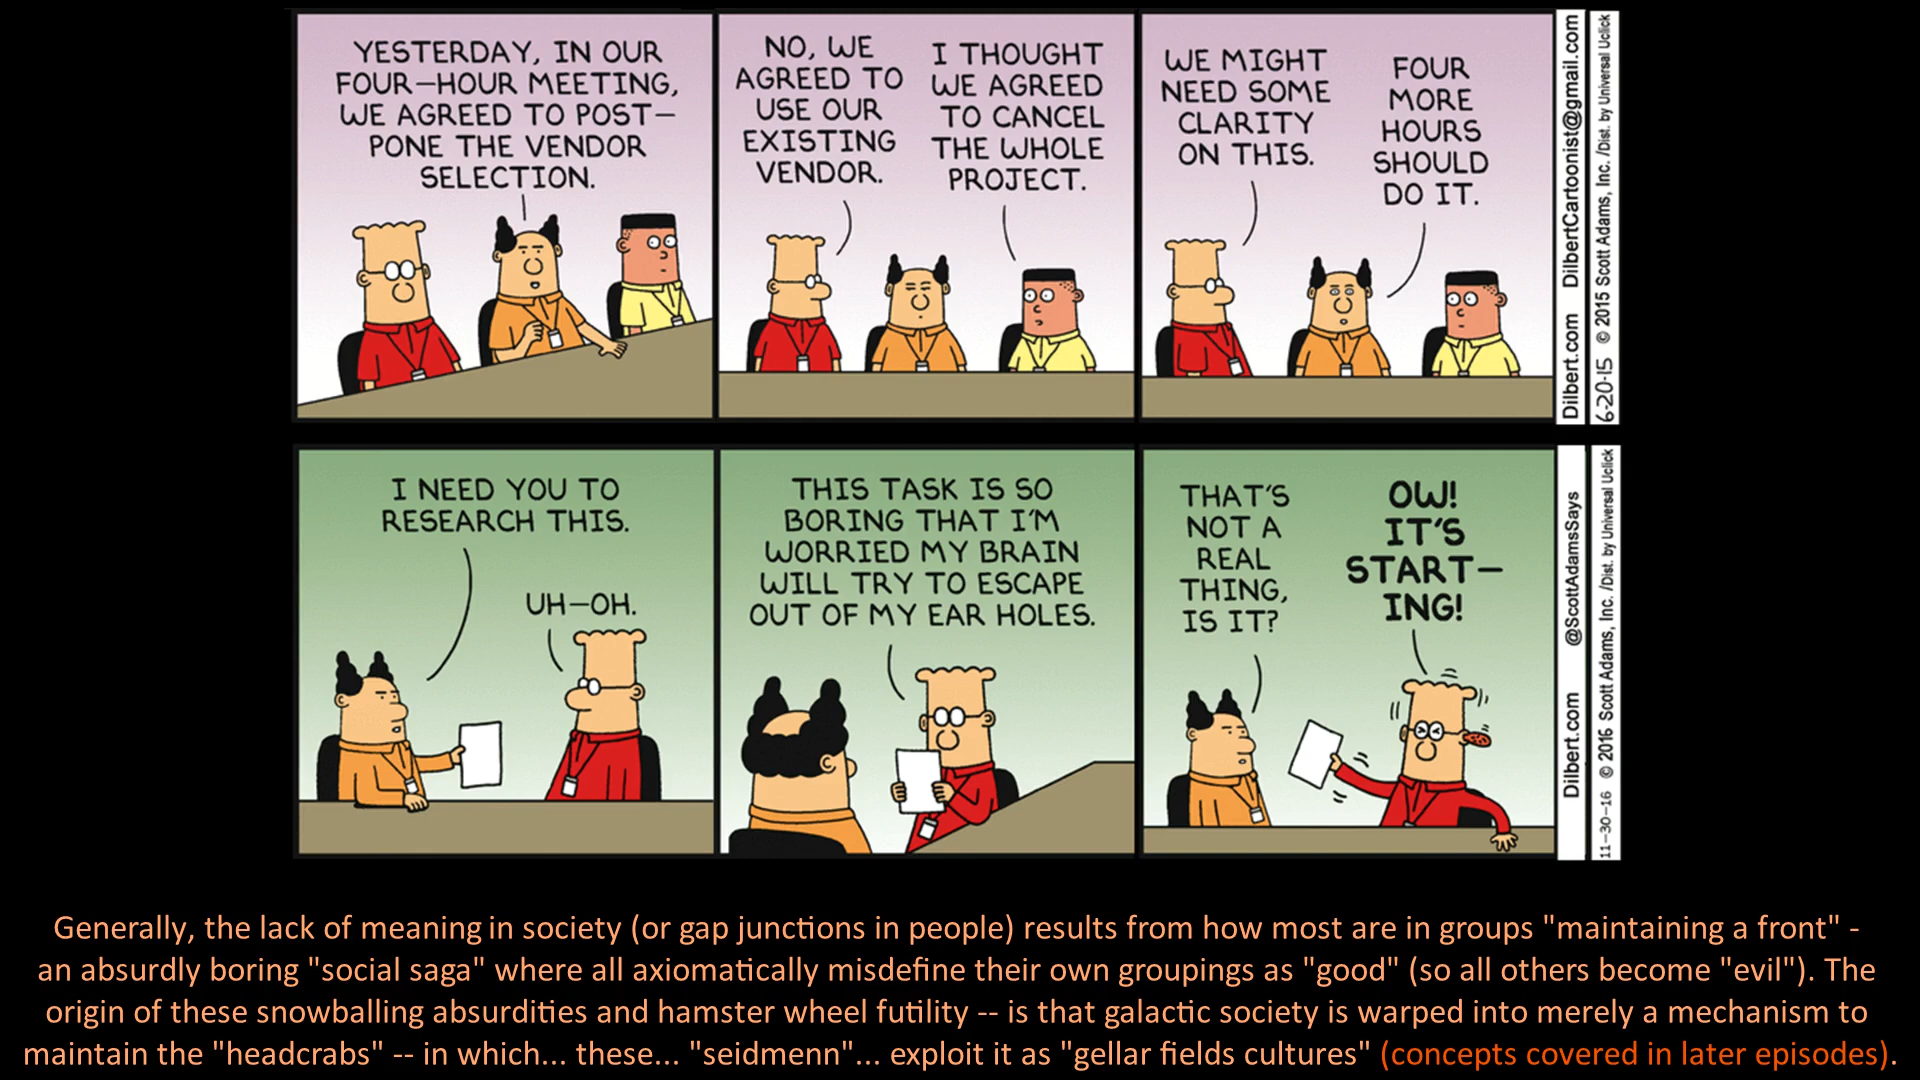 YESTERDAY, IN OUR
FOUR—HOUR MEETING,
WE AGREED TO POST—
PONE THE VENDOR
SELECTION.
NO, WE
AGREED TO
USE OUR
EXISTING
VENDOR.
I THOUGHT
WE AGREED
TO CANCEL
THE WHOLE
PROJECT.
WE MIGHT
NEED SOME
CLARITY
ON THIS.
FOUR
MORE
HOURS
SHOULD
DO IT.
Dilbert.com DilbertCartoonist@gmail.com
6-20-15 © 2015 Scott Adams, Inc. /Dist. by Universal Uclick
I NEED YOU TO
RESEARCH THIS.
UH—OH.
THIS TASK IS SO
BORING THAT I'M
WORRIED MY BRAIN
WILL TRY TO ESCAPE
OUT OF MY EAR HOLES.
THAT'S
NOT A
REAL
THING,
IS IT?
OW!
IT'S
START—
ING!
Dilbert.com @ScottAdamsSays
11-30-16 © 2016 Scott Adams, Inc. /Dist. by Universal Uclick
Generally, the lack of meaning in society (or gap junctions in people) results from how most are in groups "maintaining a front" -
an absurdly boring "social saga" where all axiomatically misdefine their own groupings as "good" (so all others become "evil"). The
origin of these snowballing absurdities and hamster wheel futility -- is that galactic society is warped into merely a mechanism to
maintain the "headcrabs" -- in which... these... "seidmenn"... exploit it as "gellar fields cultures" (concepts covered in later episodes).